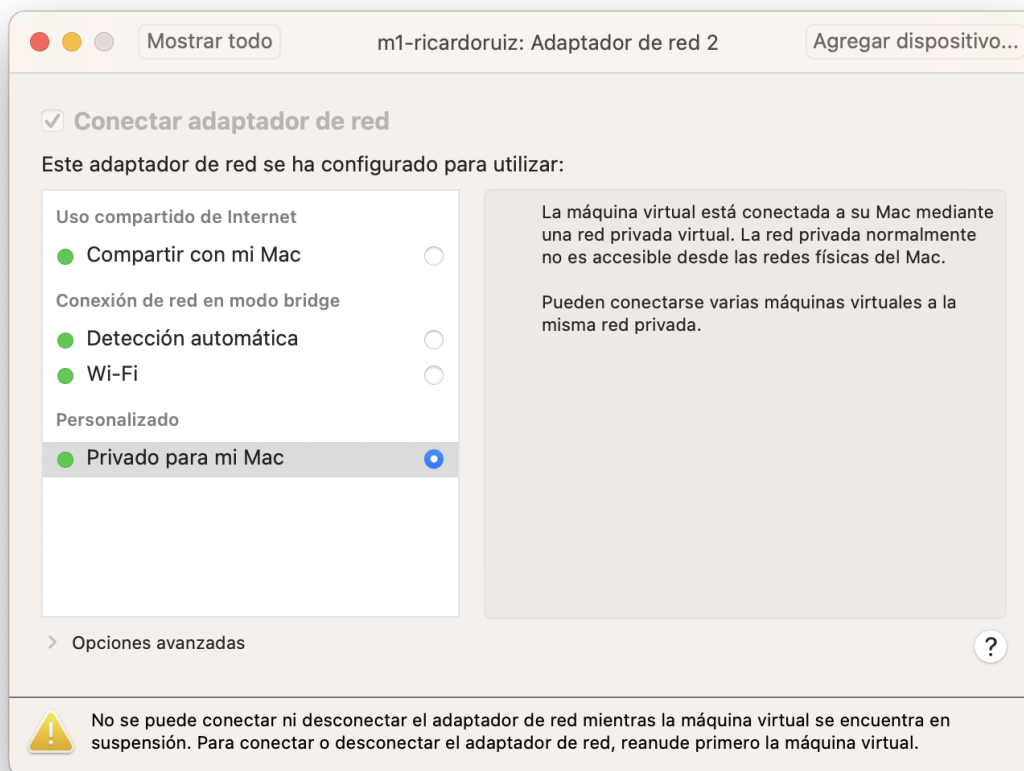 Mostrar todo
m1-ricardoruiz: Adaptador de red 2
Agregar dispositivo...
Conectar adaptador de red
Este adaptador de red se ha configurado para utilizar:
Uso compartido de Internet
Compartir con mi Mac
Conexión de red en modo bridge
Detección automática
Wi-Fi
Personalizado
Privado para mi Mac
La máquina virtual está conectada a su Mac mediante
una red privada virtual. La red privada normalmente
no es accesible desde las redes físicas del Mac.
Pueden conectarse varias máquinas virtuales a la
misma red privada.
Opciones avanzadas
?
No se puede conectar ni desconectar el adaptador de red mientras la máquina virtual se encuentra en
suspensión. Para conectar o desconectar el adaptador de red, reanude primero la máquina virtual.